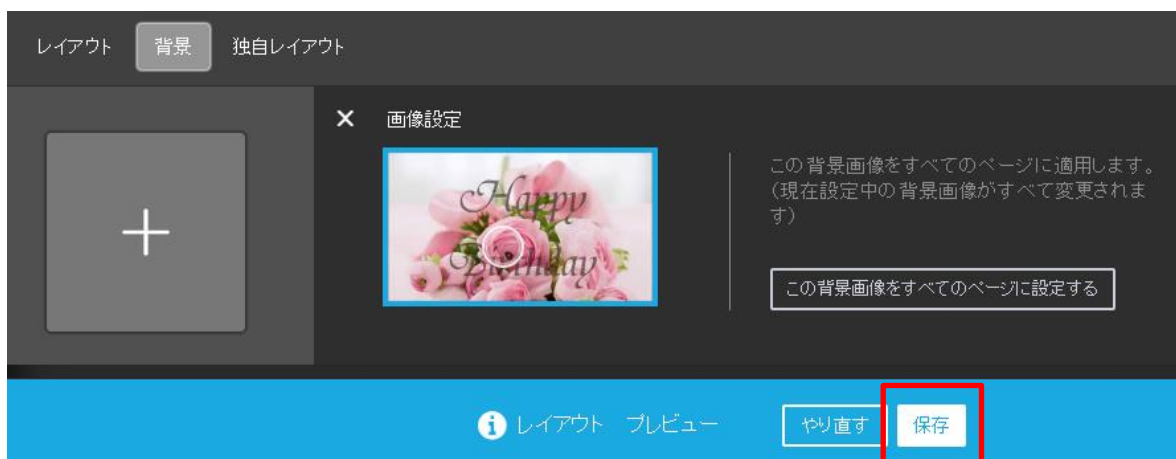 レイアウト 背景 独自レイアウト
× 画像設定
Happy
Birthday
この背景画像をすべてのページに適用します。
(現在設定中の背景画像がすべて変更されま
す)
この背景画像をすべてのページに設定する
i レイアウト プレビュー やり直す 保存